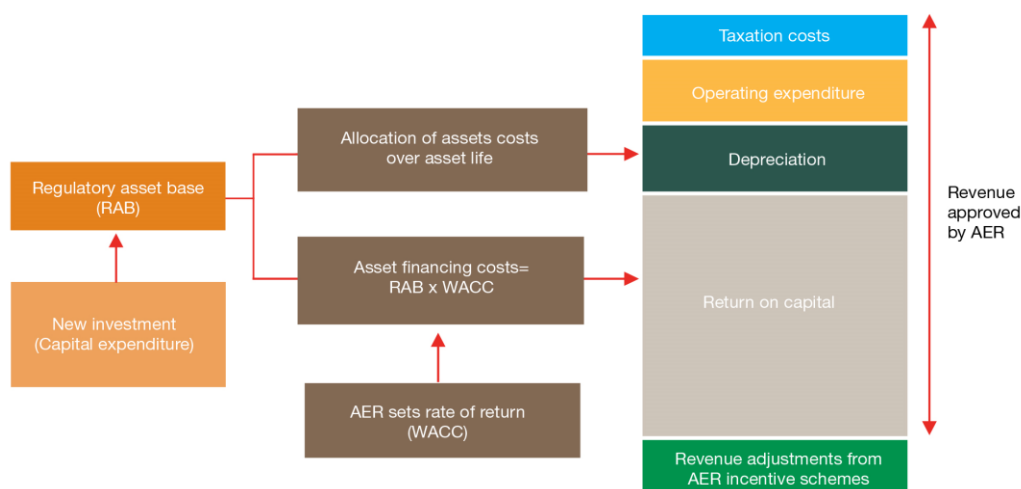 Taxation costs
Operating expenditure
Allocation of assets costs
over asset life
Depreciation
Regulatory asset base
(RAB)
Revenue
approved
by AER
Asset financing costs=
RAB x WACC
Return on capital
New investment
(Capital expenditure)
AER sets rate of return
(WACC)
Revenue adjustments from
AER incentive schemes